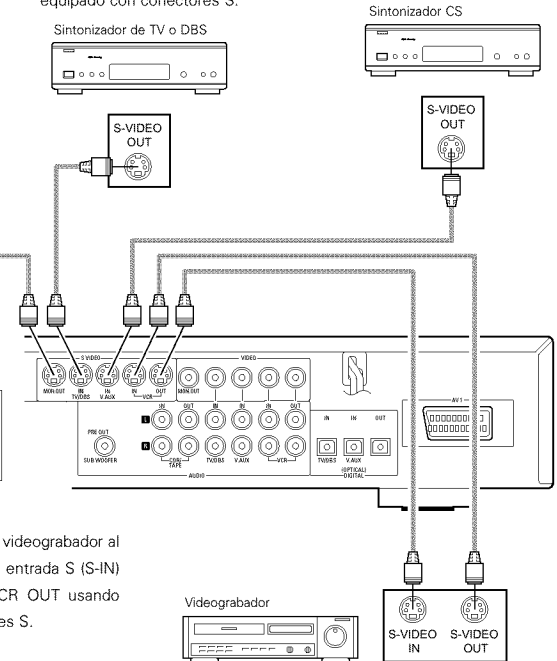 equipado con conectores S.
Sintonizador CS
Sintonizador de TV o DBS
S-VIDEO
OUT
S-VIDEO
OUT
S VIDEO
VIDEO
MON.OUT
IN
TV/DBS
IN
V.AUX
IN
OUT
VCR
MON.OUT
AV 1
IN
OUT
IN
IN
IN
OUT
IN
IN
OUT
L
R
PRE OUT
SUB WOOFER
CDR/
TAPE
TV/DBS
V.AUX
VCR
TV/DBS
V.AUX
(OPTICAL)
DIGITAL
AUDIO
videograbador al
entrada S (S-IN)
CR OUT usando
es S.
Videograbador
S-VIDEO
IN
S-VIDEO
OUT